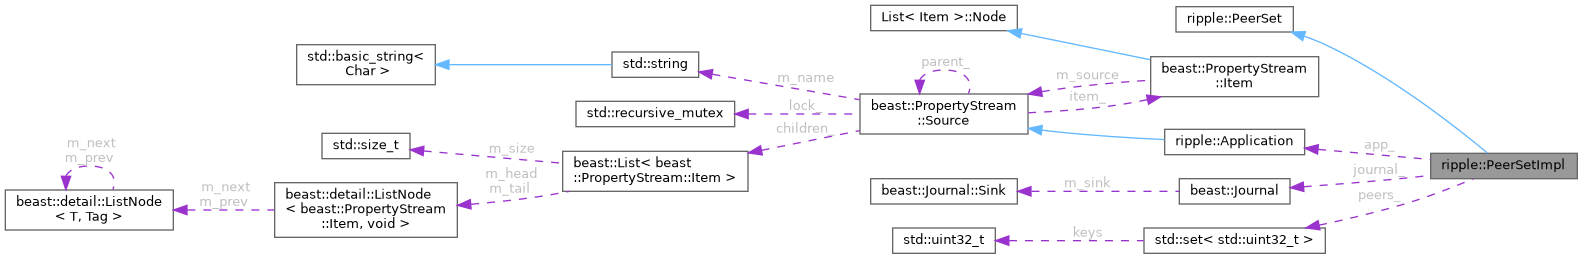 List< Item >::Node
ripple::PeerSet
std::basic_string<
Char >
std::string
parent_
beast::PropertyStream
::Item
m_source
m_name
item_
beast::PropertyStream
::Source
std::recursive_mutex
lock_
children_
ripple::Application
std::size_t
m_size
app_
m_next
m_prev
beast::List< beast
::PropertyStream::Item >
ripple::PeerSetImpl
m_head
m_tail
journal_
beast::Journal::Sink
m_sink
beast::Journal
m_next
m_prev
beast::detail::ListNode
< T, Tag >
beast::detail::ListNode
< beast::PropertyStream
::Item, void >
peers_
std::uint32_t
keys
std::set< std::uint32_t >